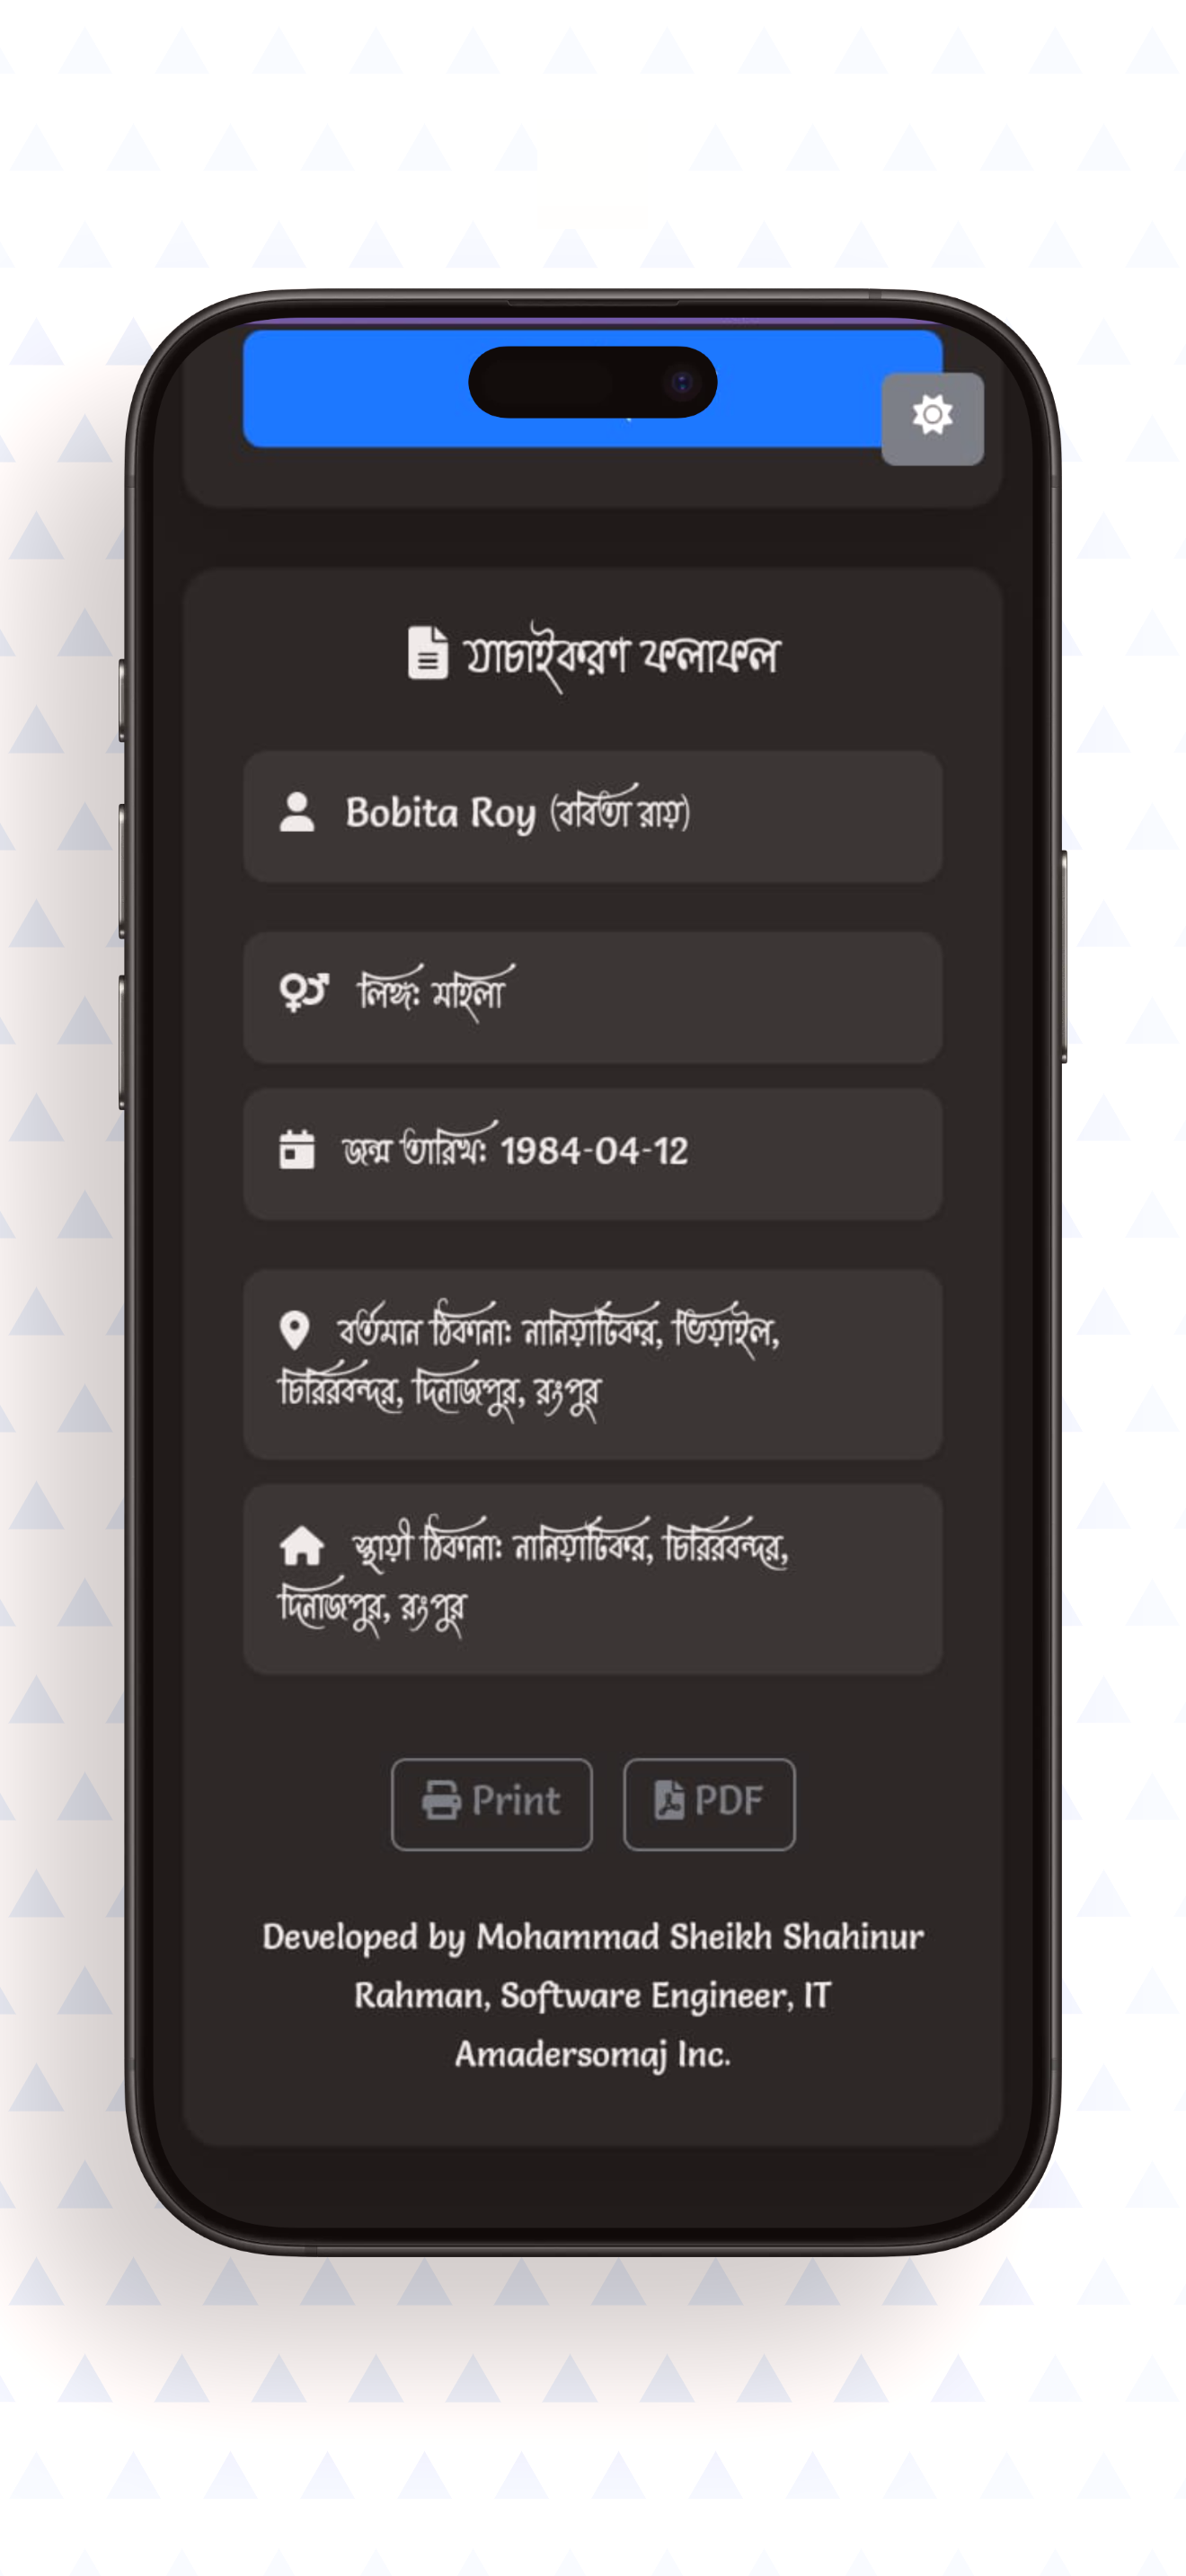 যাচাইকরণ ফলাফল
Bobita Roy (ববিতা রায়)
লিঙ্গ: মহিলা
জন্ম তারিখ: 1984-04-12
বর্তমান ঠিকানা: নানিয়াটিকর, ভিয়াইল,
চিরিরবন্দর, দিনাজপুর, রংপুর
স্থায়ী ঠিকানা: নানিয়াটিকর, চিরিরবন্দর,
দিনাজপুর, রংপুর
Print PDF
Developed by Mohammad Sheikh Shahinur
Rahman, Software Engineer, IT
Amadersomaj Inc.